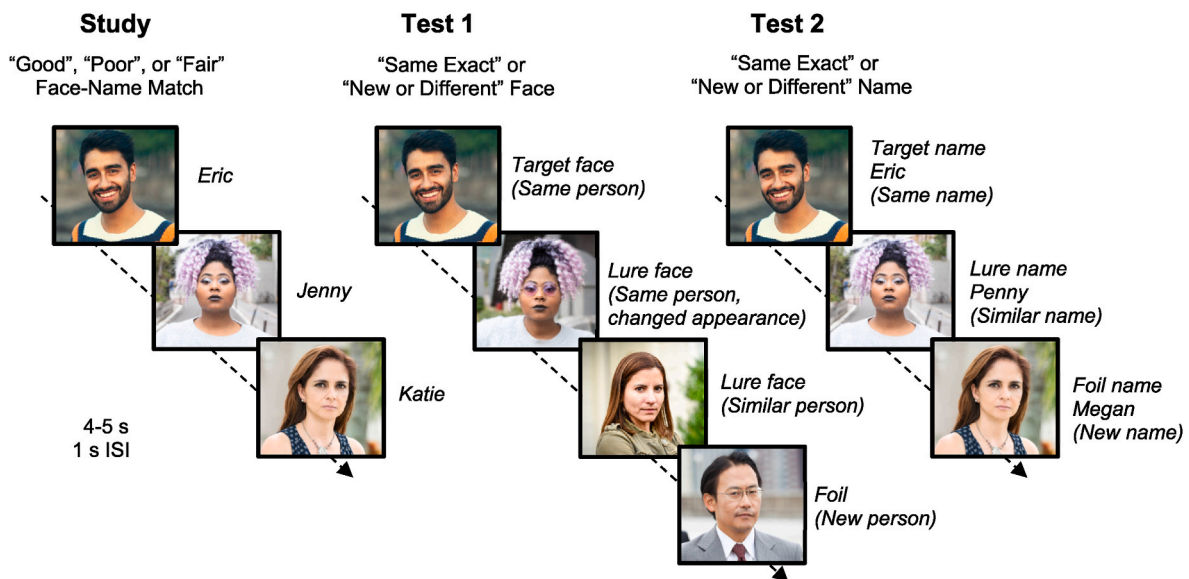 Study
“Good”, “Poor”, or “Fair”
Face-Name Match
Eric
Jenny
Katie
4-5 s
1 s ISI
Test 1
“Same Exact” or
“New or Different” Face
Target face
(Same person)
Lure face
(Same person,
changed appearance)
Lure face
(Similar person)
Foil
(New person)
Test 2
“Same Exact” or
“New or Different” Name
Target name
Eric
(Same name)
Lure name
Penny
(Similar name)
Foil name
Megan
(New name)